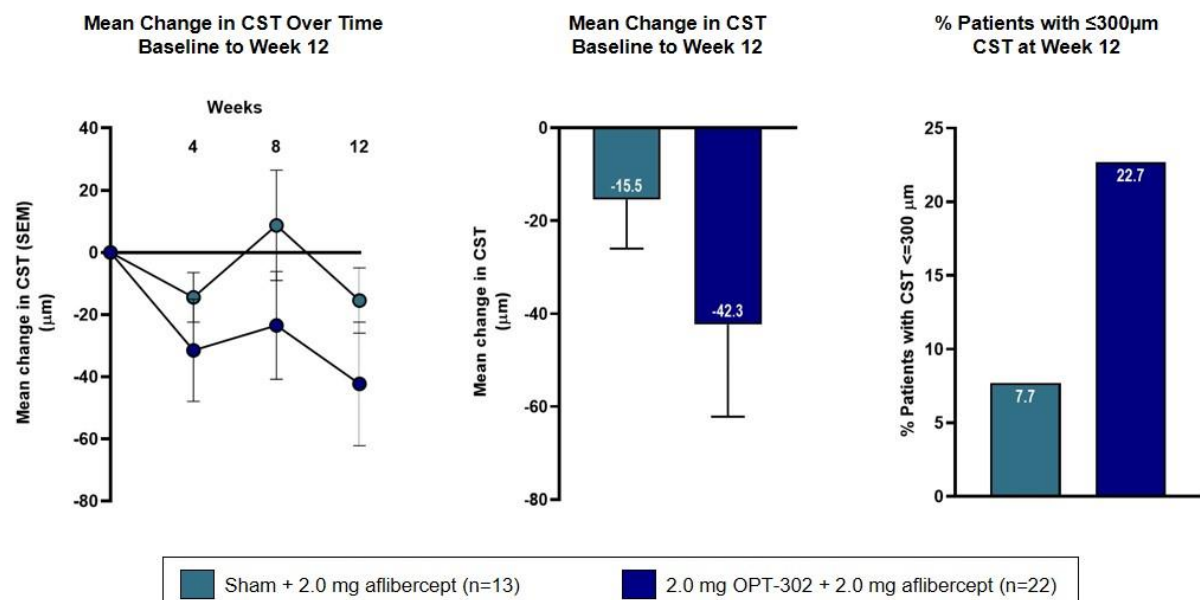 Mean Change in CST Over Time
Baseline to Week 12
Weeks
4 8 12
40
20
0
-20
-40
-60
-80
Mean change in CST (SEM)
(µm)
Mean Change in CST
Baseline to Week 12
0
-20
-40
-60
-80
-15.5
-42.3
Mean change in CST
(µm)
% Patients with ≤300µm
CST at Week 12
25
20
15
10
5
0
7.7
22.7
% Patients with CST <=300 µm
Sham + 2.0 mg aflibercept (n=13)
2.0 mg OPT-302 + 2.0 mg aflibercept (n=22)